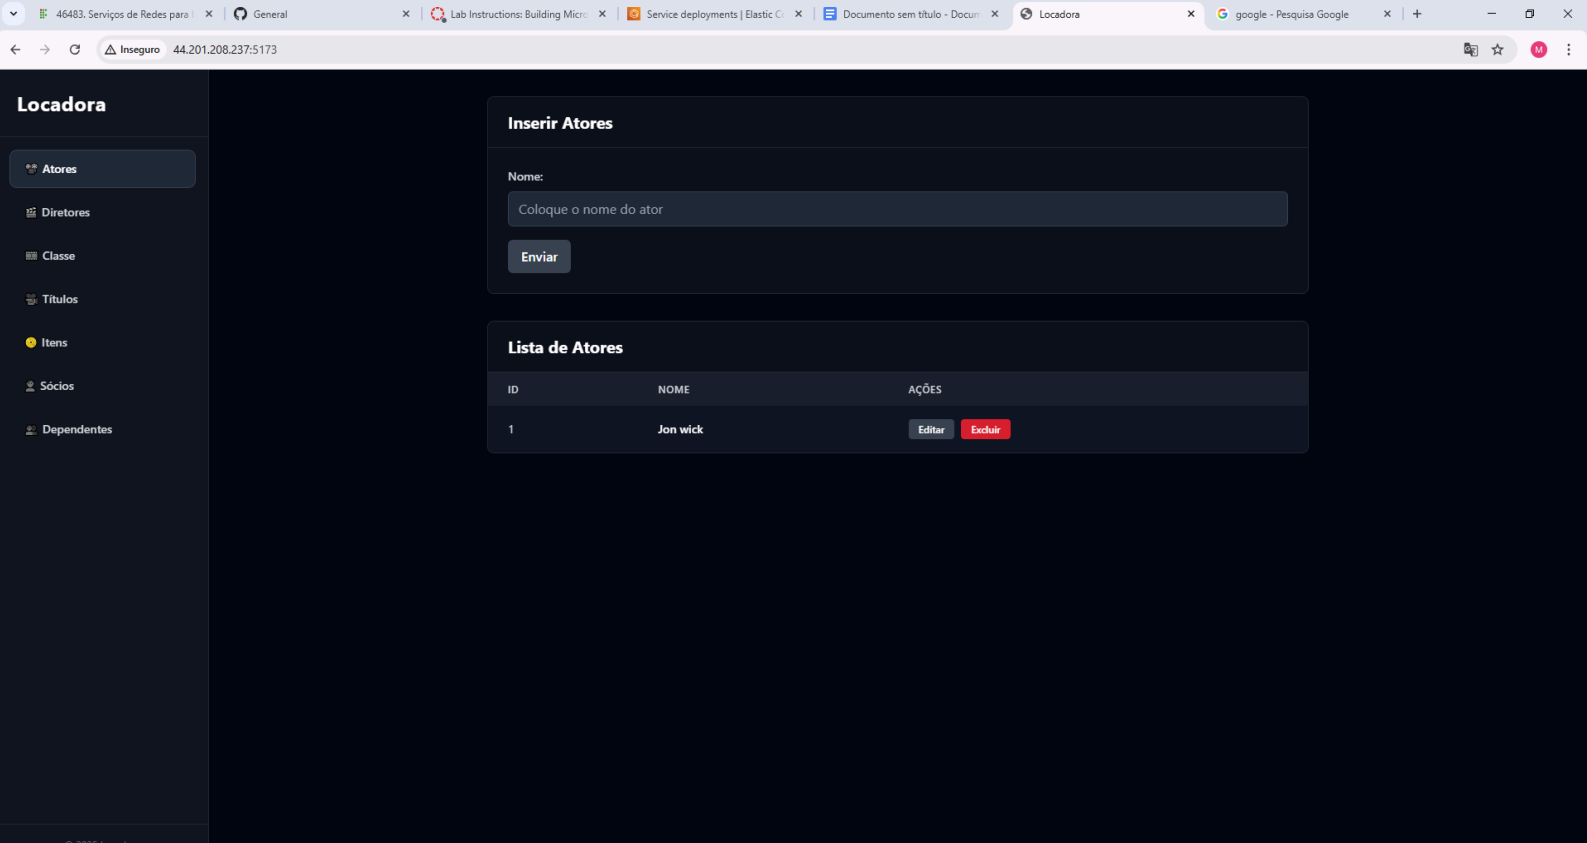 46483. Serviços de Redes para
General
Lab Instructions: Building Micro
Service deployments | Elastic Co
Documento sem título - Docum
Locadora
google - Pesquisa Google
Inseguro
44.201.208.237:5173
M
Locadora
Atores
Diretores
Classe
Títulos
Itens
Sócios
Dependentes
Inserir Atores
Nome:
Coloque o nome do ator
Enviar
Lista de Atores
ID NOME AÇÕES
1 Jon wick Editar Excluir